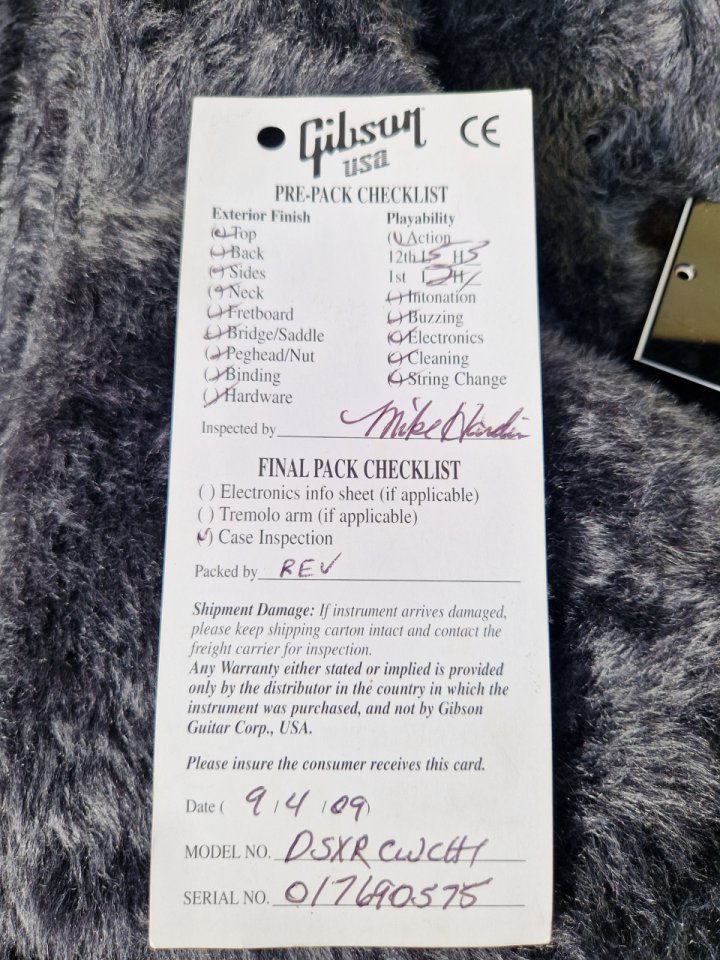 Gibson CE
USA
PRE-PACK CHECKLIST
Exterior Finish Playability
(✓) Top (✓) Action
(✓) Back 12th L5 H3
(✓) Sides 1st
(✓) Neck (✓) Intonation
(✓) Fretboard (✓) Buzzing
(✓) Bridge/Saddle (✓) Electronics
(✓) Peghead/Nut (✓) Cleaning
(✓) Binding (✓) String Change
(✓) Hardware
Inspected by Mike Hardin
FINAL PACK CHECKLIST
( ) Electronics info sheet (if applicable)
( ) Tremolo arm (if applicable)
(✓) Case Inspection
Packed by REV
Shipment Damage: If instrument arrives damaged,
please keep shipping carton intact and contact the
freight carrier for inspection.
Any Warranty either stated or implied is provided
only by the distributor in the country in which the
instrument was purchased, and not by Gibson
Guitar Corp., USA.
Please insure the consumer receives this card.
Date ( 9 / 4 / 09)
MODEL NO. DSXRCWCH1
SERIAL NO. 017690575